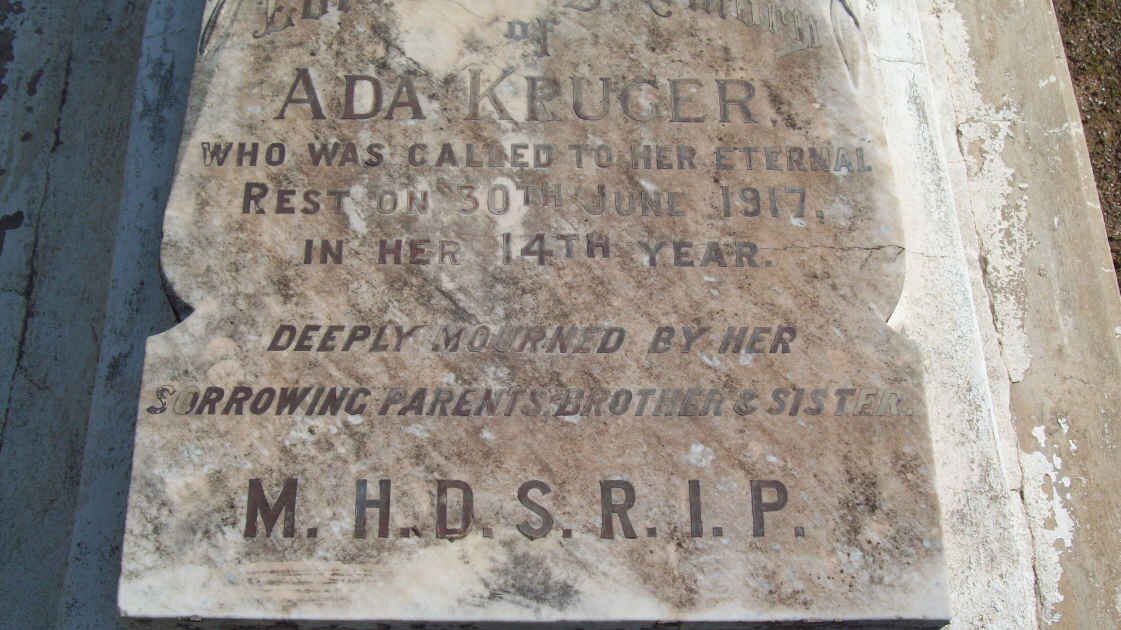 of
ADA KRUGER,
WHO WAS CALLED TO HER ETERNAL
REST ON 30TH JUNE 1917,
IN HER 14TH YEAR.
DEEPLY MOURNED BY HER
SORROWING PARENTS, BROTHER & SISTER.
M. H. D. S. R. I. P.